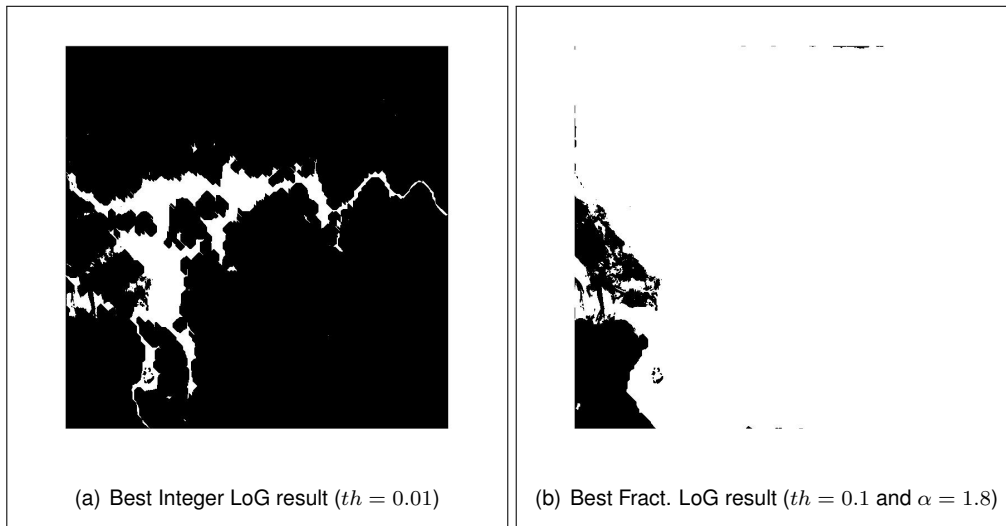 (a) Best Integer LoG result (th = 0.01)
(b) Best Fract. LoG result (th = 0.1 and α = 1.8)